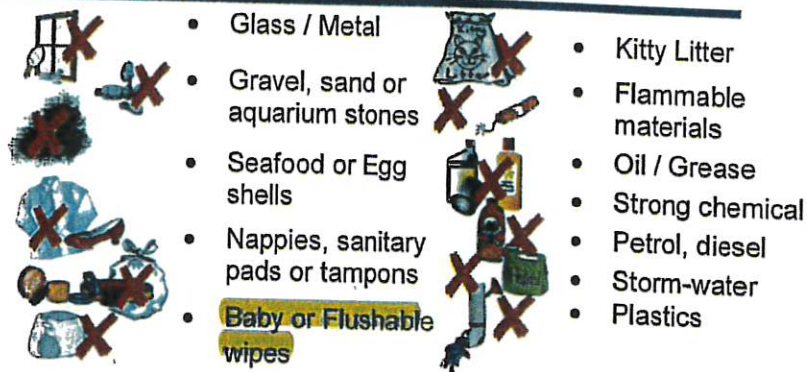 • Glass / Metal
• Gravel, sand or
aquarium stones
• Seafood or Egg
shells
• Nappies, sanitary
pads or tampons
• Baby or Flushable
wipes
• Kitty Litter
• Flammable
materials
• Oil / Grease
• Strong chemical
• Petrol, diesel
• Storm-water
• Plastics